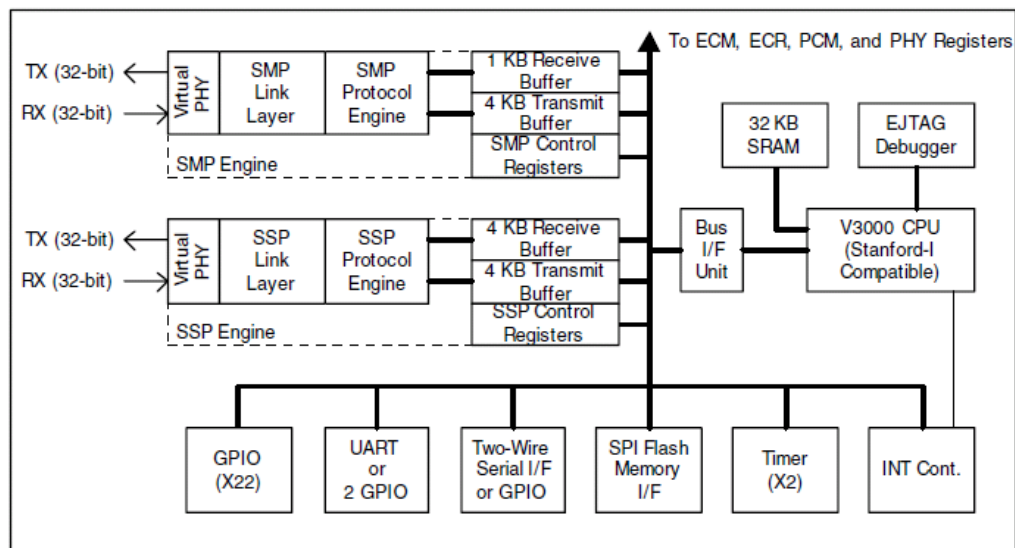 To ECM, ECR, PCM, and PHY Registers
TX (32-bit)
RX (32-bit)
Virtual
PHY
SMP
Link
Layer
SMP
Protocol
Engine
1 KB Receive
Buffer
4 KB Transmit
Buffer
SMP Control
Registers
SMP Engine
32 KB
SRAM
EJTAG
Debugger
TX (32-bit)
RX (32-bit)
Virtual
PHY
SSP
Link
Layer
SSP
Protocol
Engine
4 KB Receive
Buffer
4 KB Transmit
Buffer
SSP Control
Registers
SSP Engine
Bus
I/F
Unit
V3000 CPU
(Stanford-I
Compatible)
GPIO
(X22)
UART
or
2 GPIO
Two-Wire
Serial I/F
or GPIO
SPI Flash
Memory
I/F
Timer
(X2)
INT Cont.